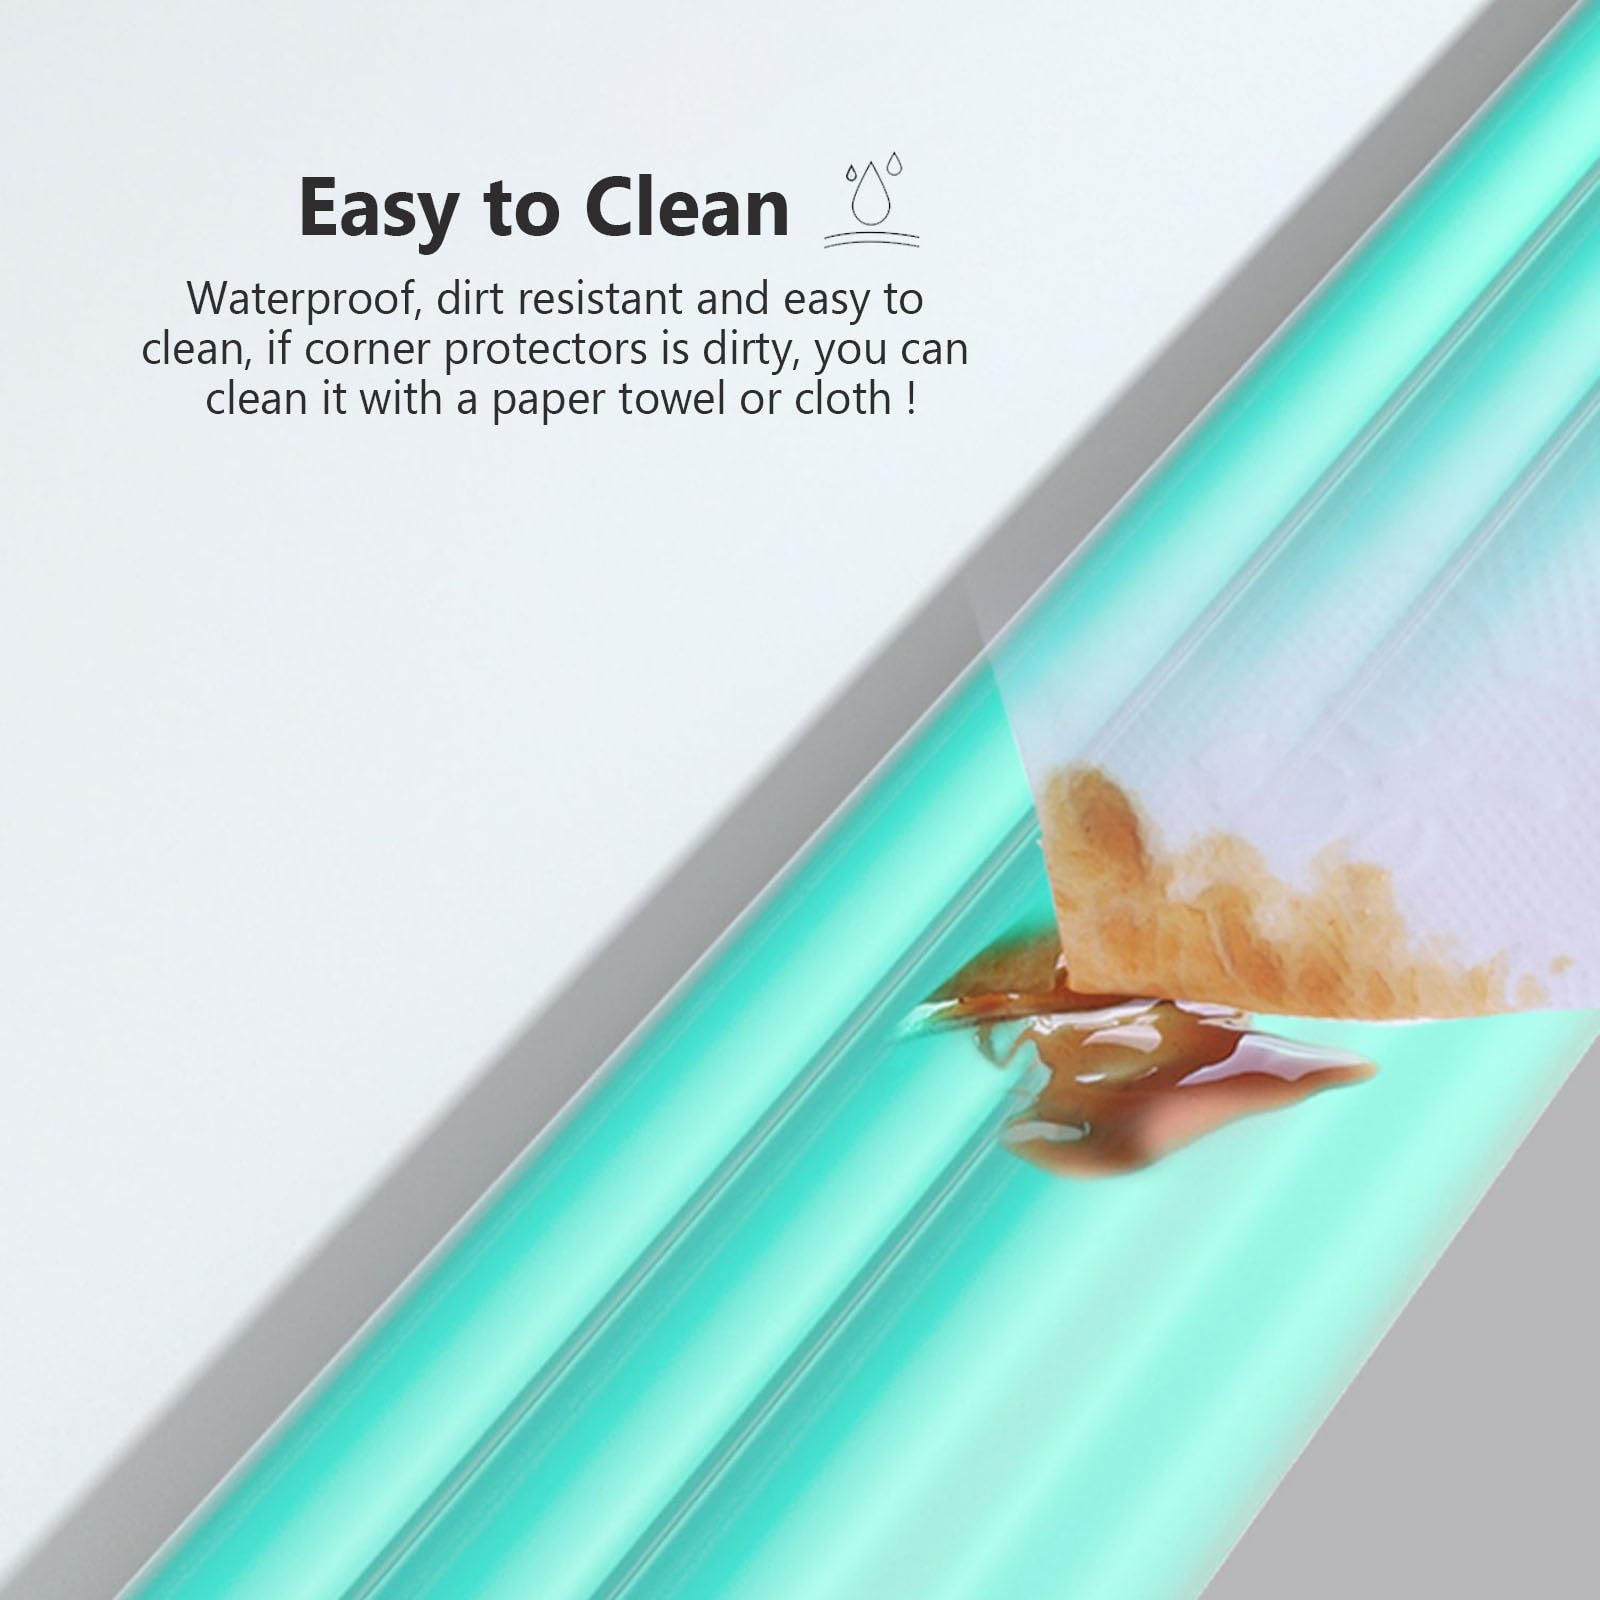 Easy to Clean
Waterproof, dirt resistant and easy to
clean, if corner protectors is dirty, you can
clean it with a paper towel or cloth !